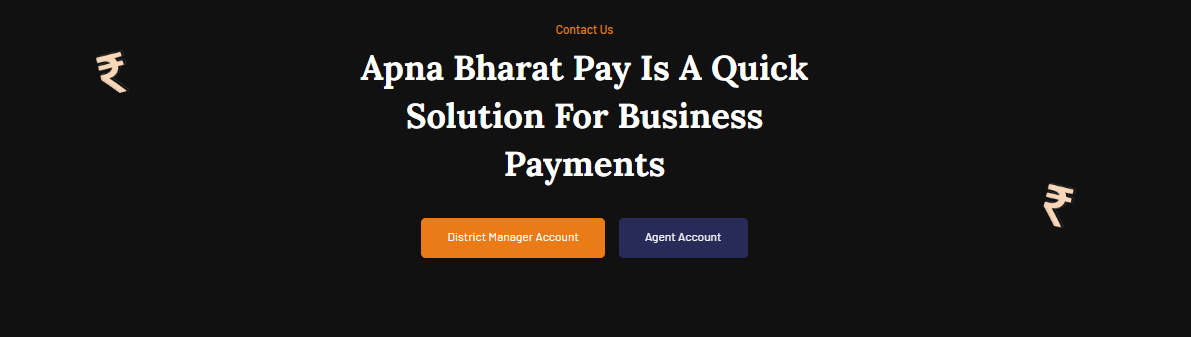 Contact Us
Apna Bharat Pay Is A Quick
Solution For Business
Payments
District Manager Account
Agent Account
₹
₹